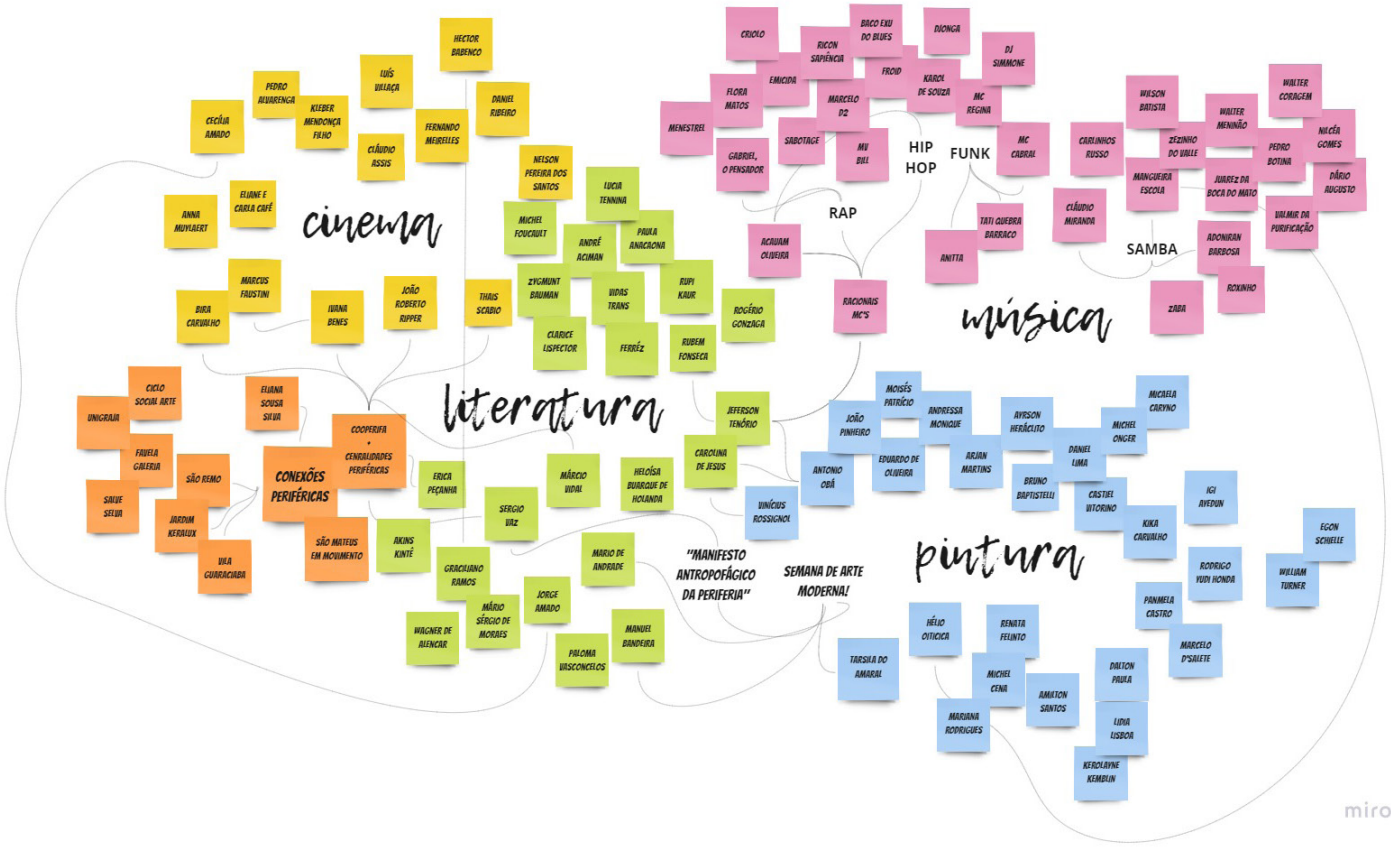 HECTOR
BABENCO
LUÍS
VILLAÇA
PEDRO
ALVARENGA
KLEBER
MENDONÇA
FILHO
DANIEL
RIBEIRO
CECÍLIA
AMADO
CLÁUDIO
ASSIS
FERNANDO
MEIRELLES
NELSON
PEREIRA DOS
SANTOS
ANNA
MUYLAERT
ELIANE E
CARLA CAFÉ
cinema
MARCUS
FAUSTINI
BIRA
CARVALHO
IVANA
BENES
JOÃO
ROBERTO
RIPPER
THAIS
SCABIO
CRIOLO
RICON
SAPIÊNCIA
BACO EXU
DO BLUES
DJONGA
DJ
SIMMONE
FLORA
MATOS
EMICIDA
MARCELO
D2
FROID
KAROL
DE SOUZA
MC
REGINA
MENESTREL
GABRIEL,
O PENSADOR
SABOTAGE
MV
BILL
HIP
HOP
FUNK
MC
CABRAL
RAP
ACAUAM
OLIVEIRA
RACIONAIS
MC'S
ANITTA
TATI QUEBRA
BARRACO
WILSON
BATISTA
WALTER
CORAGEM
WALTER
MENINÃO
NILCÉA
GOMES
CARLINHOS
RUSSO
ZEZINHO
DO VALLE
PEDRO
BOTINA
MANGUEIRA
ESCOLA
JUAREZ DA
BOCA DO MATO
DÁRIO
AUGUSTO
CLÁUDIO
MIRANDA
VALMIR DA
PURIFICAÇÃO
SAMBA
ADONIRAN
BARBOSA
ZABA
ROXINHO
música
LUCIA
TENNINA
MICHEL
FOUCAULT
ANDRÉ
ACIMAN
PAULA
ANACAONA
ZYGMUNT
BAUMAN
VIDAS
TRANS
RUPI
KAUR
ROGÉRIO
GONZAGA
CLARICE
LISPECTOR
FERRÉZ
RUBEM
FONSECA
literatura
JEFERSON
TENÓRIO
CAROLINA
DE JESUS
ERICA
PEÇANHA
MÁRCIO
VIDAL
HELOÍSA
BUARQUE DE
HOLANDA
SERGIO
VAZ
AKINS
KINTÊ
GRACILIANO
RAMOS
MARIO DE
ANDRADE
MÁRIO
SÉRGIO DE
MORAES
JORGE
AMADO
WAGNER DE
ALENCAR
PALOMA
VASCONCELOS
MANUEL
BANDEIRA
"MANIFESTO
ANTROPOFÁGICO
DA PERIFERIA"
SEMANA DE ARTE
MODERNA!
CICLO
SOCIAL ARTE
ELIANA
SOUSA
SILVA
UNIGRAJA
COOPERIFA
+
CENRALIDADES
PERIFÉRICAS
FAVELA
GALERIA
SÃO REMO
CONEXÕES
PERIFÉRICAS
SALVE
SELVA
JARDIM
KERALUX
VILA
GUARACIABA
SÃO MATEUS
EM MOVIMENTO
MOISÉS
PATRÍCIO
JOÃO
PINHEIRO
ANDRESSA
MONIQUE
AYRSON
HERÁCLITO
MICAELA
CARYNO
MICHEL
ONGER
ANTONIO
OBÁ
EDUARDO DE
OLIVEIRA
ARJAN
MARTINS
DANIEL
LIMA
VINÍCIUS
ROSSIGNOL
BRUNO
BAPTISTELLI
CASTIEL
VITORINO
IGI
AYEDUN
KIKA
CARVALHO
EGON
SCHIELLE
pintura
RODRIGO
YUDI HONDA
WILLIAM
TURNER
PANMELA
CASTRO
HÉLIO
OITICICA
RENATA
FELINTO
MARCELO
D'SALETE
TARSILA DO
AMARAL
MICHEL
CENA
DALTON
PAULA
AMILTON
SANTOS
MARIANA
RODRIGUES
LIDIA
LISBOA
KEROLAYNE
KEMBLIN
miro